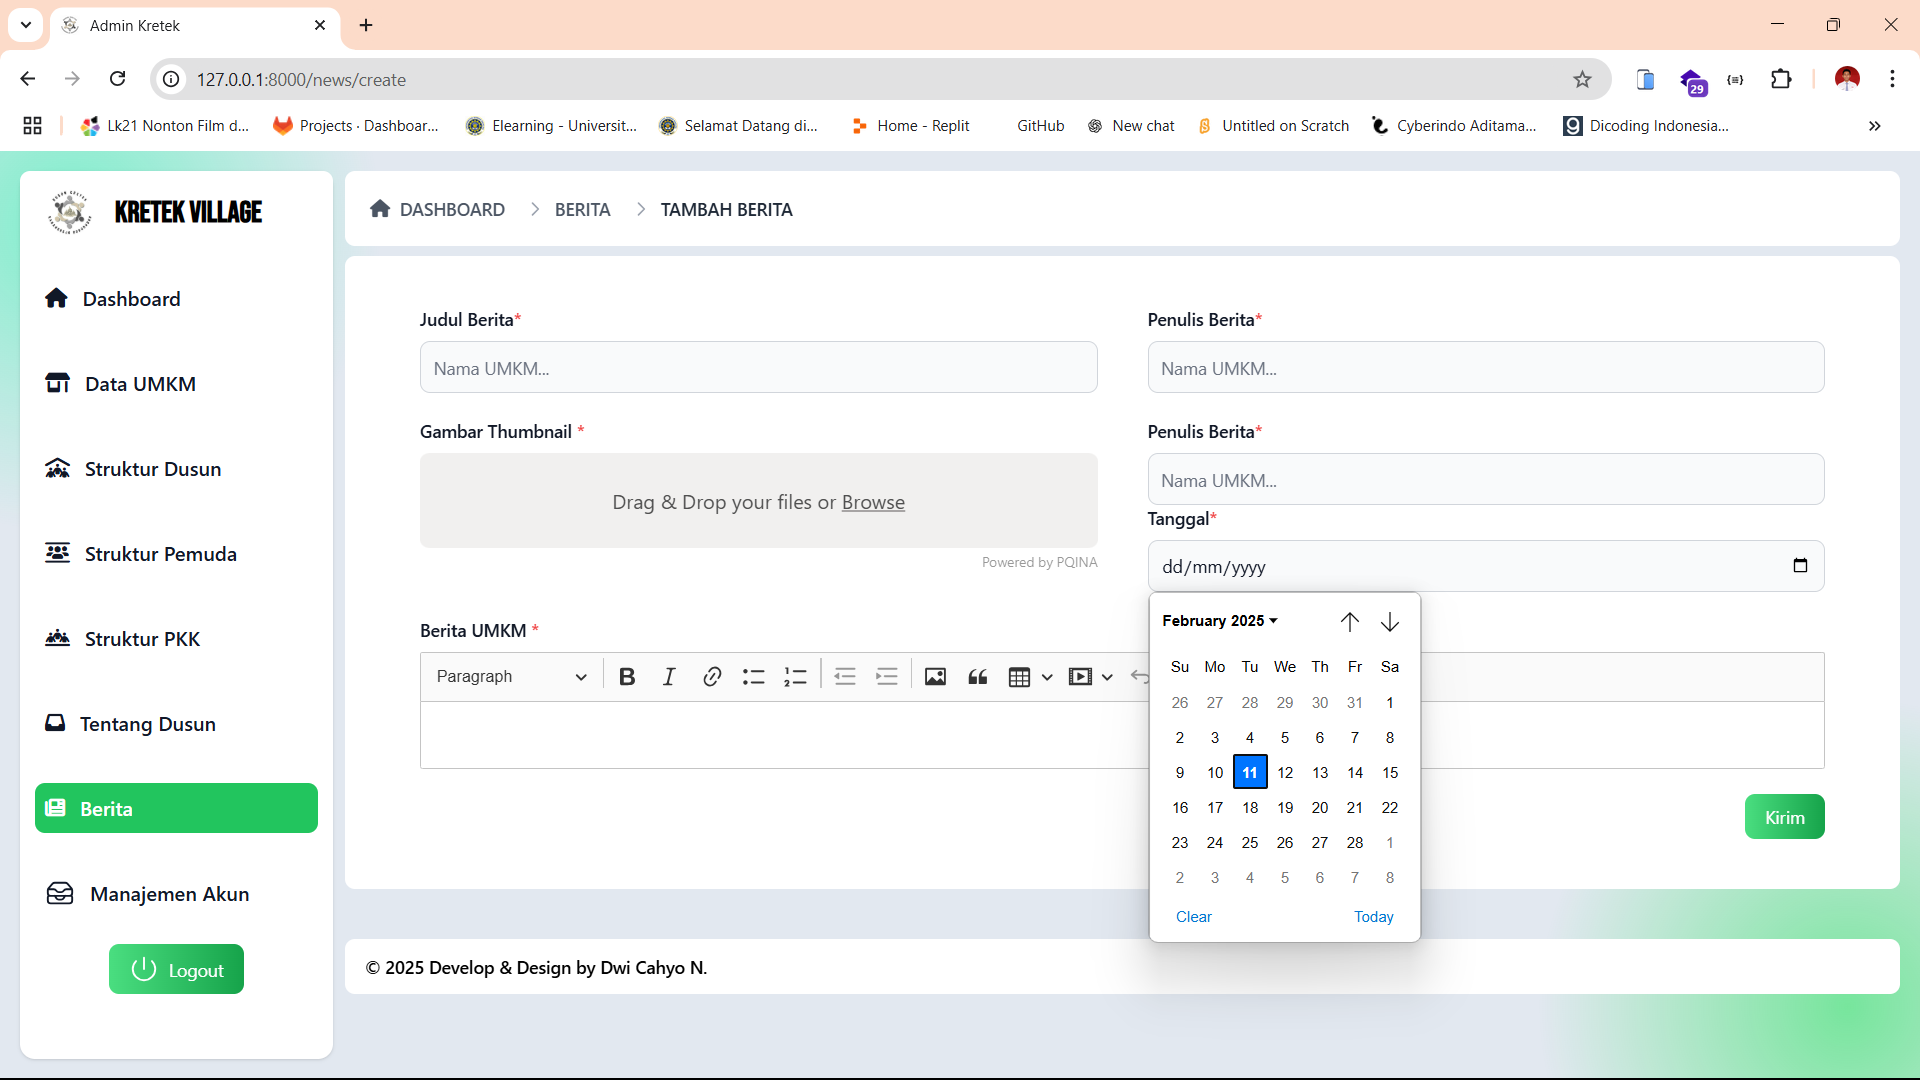 Admin Kretek
127.0.0.1:8000/news/create
29
Lk21 Nonton Film d...
Projects · Dashboar...
Elearning - Universit...
Selamat Datang di...
Home - Replit
GitHub
New chat
Untitled on Scratch
Cyberindo Aditama...
Dicoding Indonesia...
KRETEK VILLAGE
Dashboard
Data UMKM
Struktur Dusun
Struktur Pemuda
Struktur PKK
Tentang Dusun
Berita
Manajemen Akun
Logout
DASHBOARD
BERITA
TAMBAH BERITA
Judul Berita*
Nama UMKM...
Penulis Berita*
Nama UMKM...
Gambar Thumbnail *
Drag & Drop your files or Browse
Powered by PQINA
Penulis Berita*
Nama UMKM...
Tanggal*
dd/mm/yyyy
Berita UMKM *
Paragraph
February 2025
Su Mo Tu We Th Fr Sa
26 27 28 29 30 31 1
2 3 4 5 6 7 8
9 10 11 12 13 14 15
16 17 18 19 20 21 22
23 24 25 26 27 28 1
2 3 4 5 6 7 8
Clear
Today
Kirim
© 2025 Develop & Design by Dwi Cahyo N.